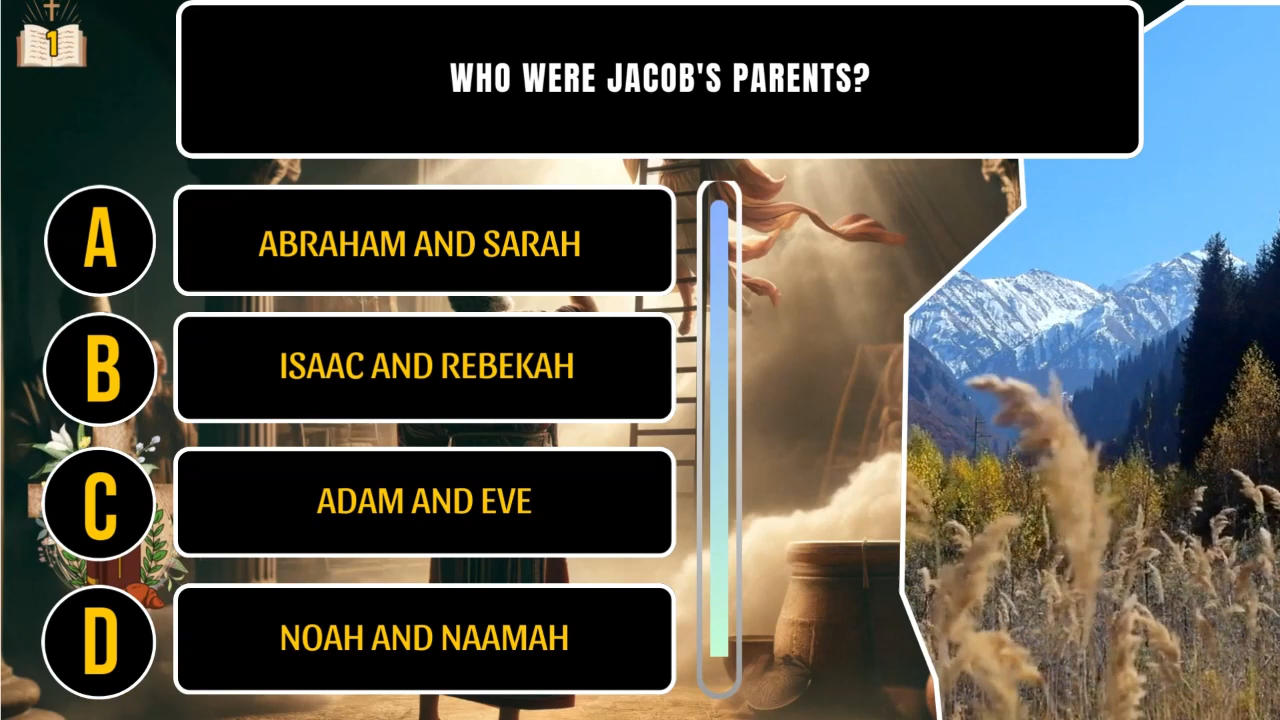 1
WHO WERE JACOB'S PARENTS?
A
ABRAHAM AND SARAH
B
ISAAC AND REBEKAH
C
ADAM AND EVE
D
NOAH AND NAAMAH